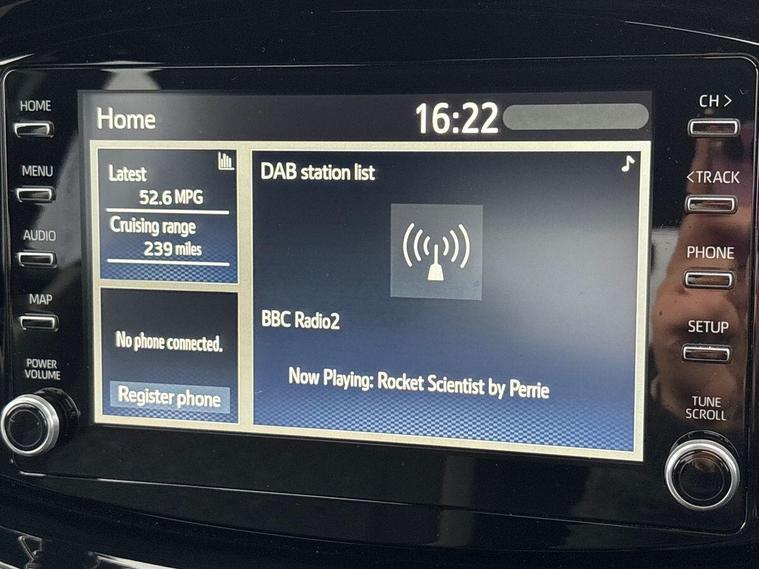 HOME
MENU
AUDIO
MAP
POWER
VOLUME
Home
16:22
Latest
52.6 MPG
Cruising range
239 miles
No phone connected.
Register phone
DAB station list
BBC Radio2
Now Playing: Rocket Scientist by Perrie
CH >
< TRACK
PHONE
SETUP
TUNE
SCROLL